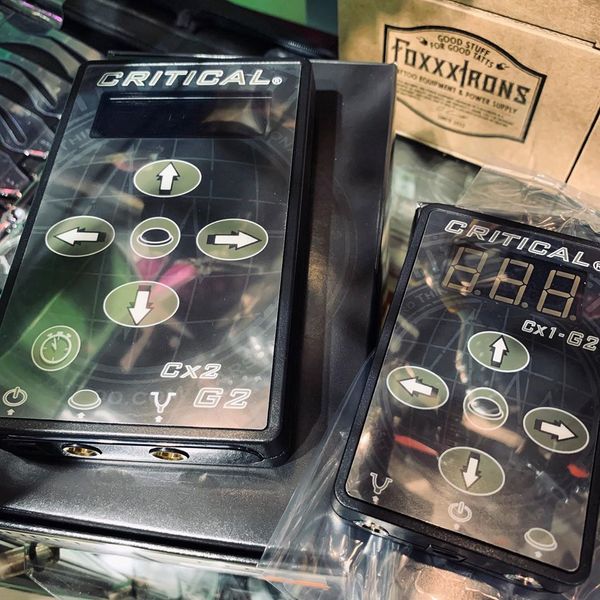 CRITICAL®
Cx2
G2
GOOD STUFF
FOR GOOD TATTS
FOXXXIRONS
TATTOO EQUIPMENT & POWER SUPPLY
CRITICAL®
Cx1-G2